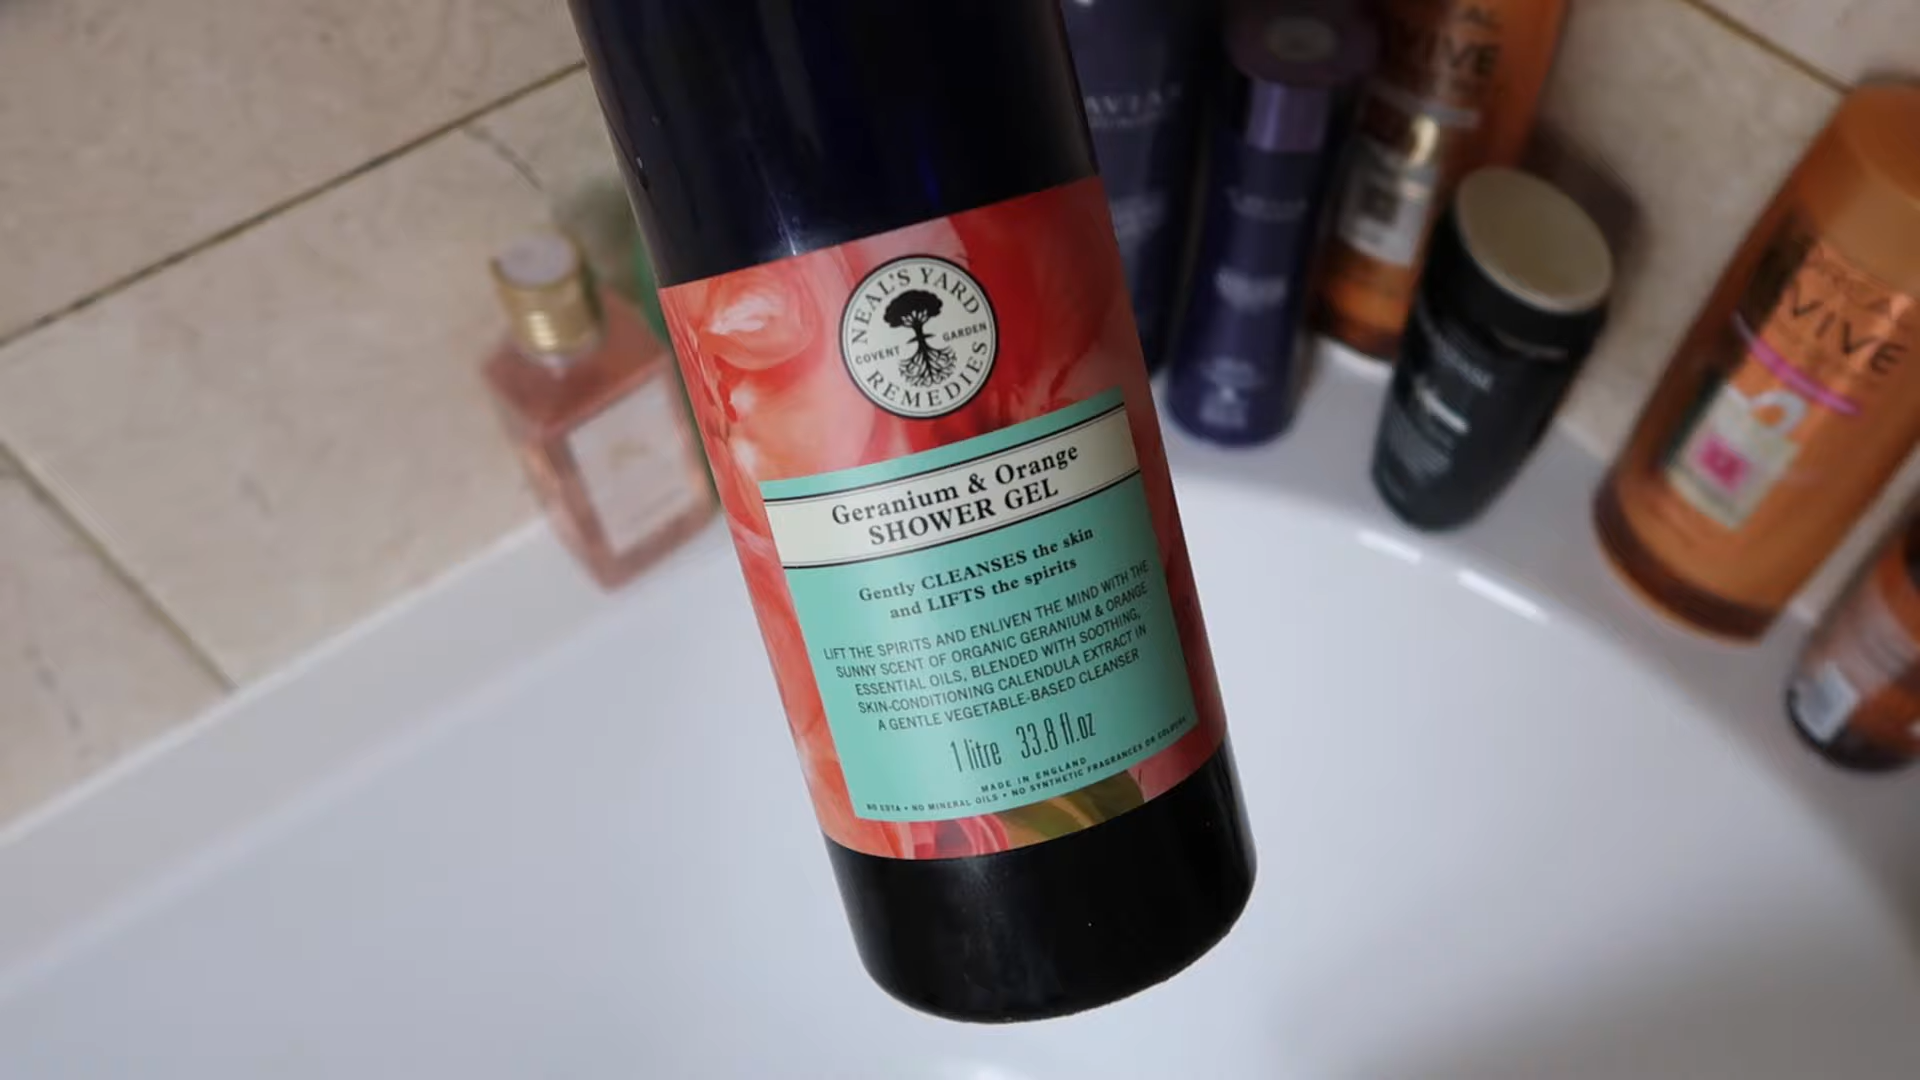 NEAL'S YARD
COVENT GARDEN
REMEDIES
Geranium & Orange
SHOWER GEL
Gently CLEANSES the skin
and LIFTS the spirits
LIFT THE SPIRITS AND ENLIVEN THE MIND WITH THE
SUNNY SCENT OF ORGANIC GERANIUM & ORANGE
ESSENTIAL OILS, BLENDED WITH SOOTHING,
SKIN-CONDITIONING CALENDULA EXTRACT IN
A GENTLE VEGETABLE-BASED CLEANSER
1 litre 33.8 fl.oz
MADE IN ENGLAND
NO EDTA • NO MINERAL OILS • NO SYNTHETIC FRAGRANCES OR COLOURS
AVIAR
VIVE
VIVE